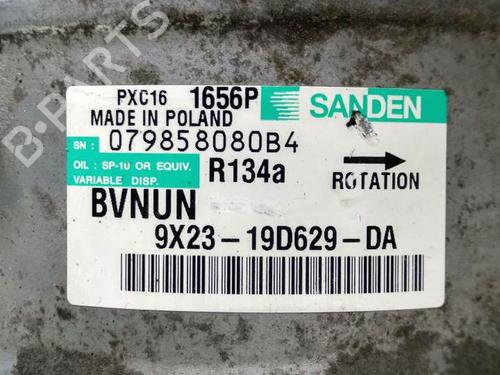 B-PARTS
PXC16 1656P SANDEN
MADE IN POLAND
SN : Q79858080B4
OIL : SP-10 OR EQUIV.
VARIABLE DISP.
R134a
ROTATION
BVNUN
9X23-19D629-DA